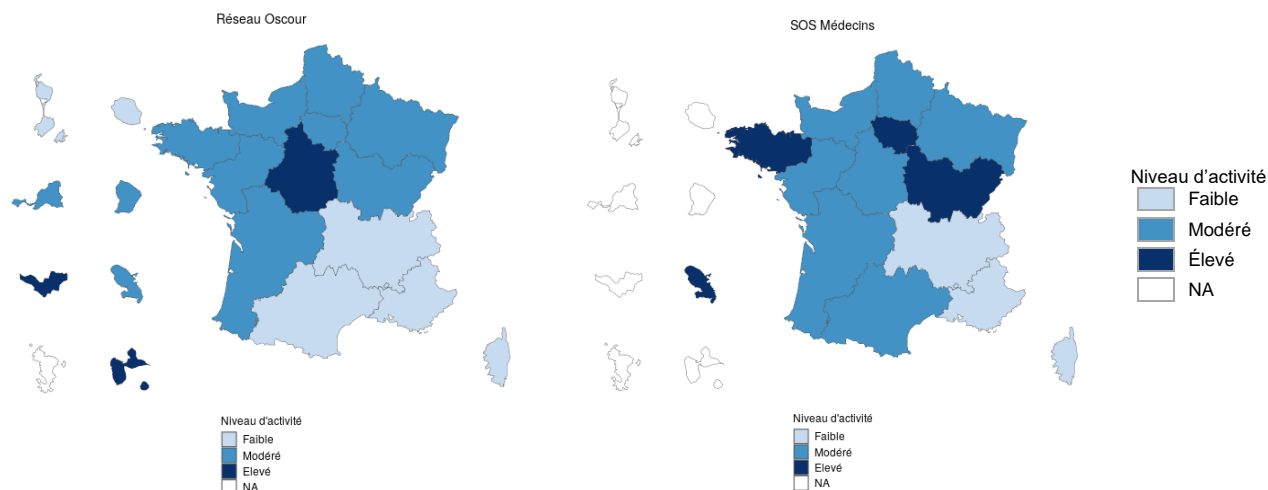 Réseau Oscour
SOS Médecins
Niveau d'activité
Faible
Modéré
Elevé
NA
Niveau d'activité
Faible
Modéré
Elevé
NA
Niveau d’activité
Faible
Modéré
Élevé
NA